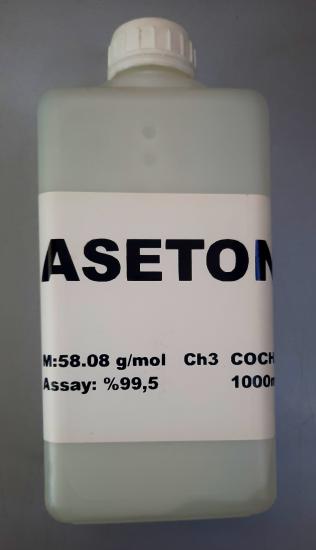 ASETON
M:58.08 g/mol Ch3 COCH
Assay: %99,5 1000m